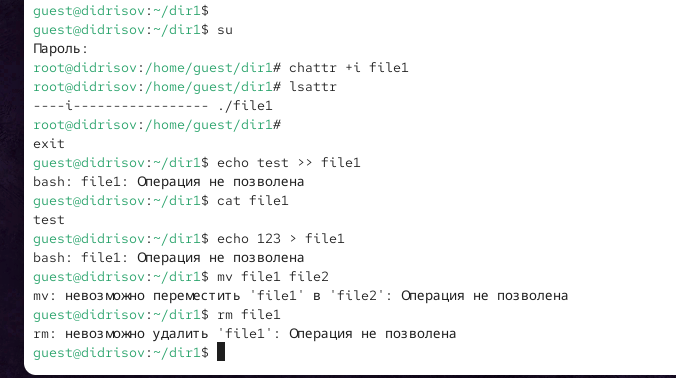 guest@didrisov:~/dir1$
guest@didrisov:~/dir1$ su
Пароль:
root@didrisov:/home/guest/dir1# chattr +i file1
root@didrisov:/home/guest/dir1# lsattr
----i----------------- ./file1
root@didrisov:/home/guest/dir1#
exit
guest@didrisov:~/dir1$ echo test >> file1
bash: file1: Операция не позволена
guest@didrisov:~/dir1$ cat file1
test
guest@didrisov:~/dir1$ echo 123 > file1
bash: file1: Операция не позволена
guest@didrisov:~/dir1$ mv file1 file2
mv: невозможно переместить 'file1' в 'file2': Операция не позволена
guest@didrisov:~/dir1$ rm file1
rm: невозможно удалить 'file1': Операция не позволена
guest@didrisov:~/dir1$